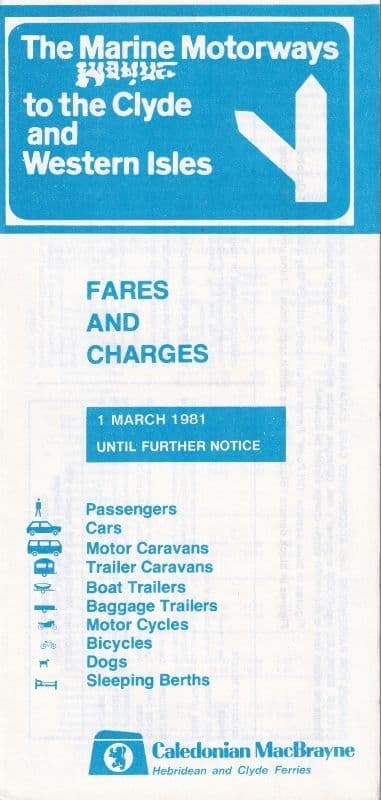 The Marine Motorways
to the Clyde
and
Western Isles
FARES
AND
CHARGES
1 MARCH 1981
UNTIL FURTHER NOTICE
Passengers
Cars
Motor Caravans
Trailer Caravans
Boat Trailers
Baggage Trailers
Motor Cycles
Bicycles
Dogs
Sleeping Berths
Caledonian MacBrayne
Hebridean and Clyde Ferries